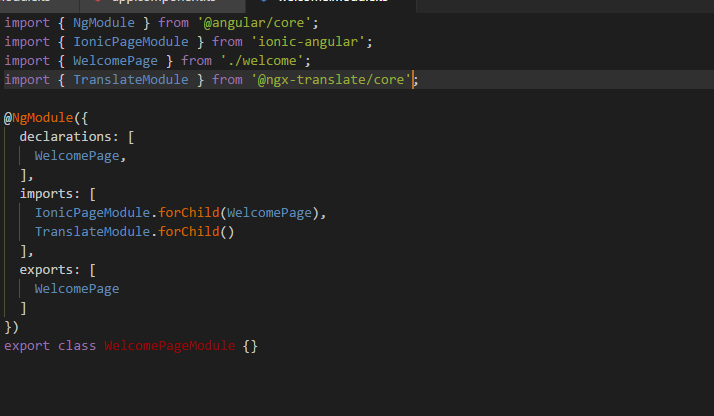 import { NgModule } from '@angular/core';
import { IonicPageModule } from 'ionic-angular';
import { WelcomePage } from './welcome';
import { TranslateModule } from '@ngx-translate/core';
@NgModule({
declarations: [
WelcomePage,
],
imports: [
IonicPageModule.forChild(WelcomePage),
TranslateModule.forChild()
],
exports: [
WelcomePage
]
})
export class WelcomePageModule {}